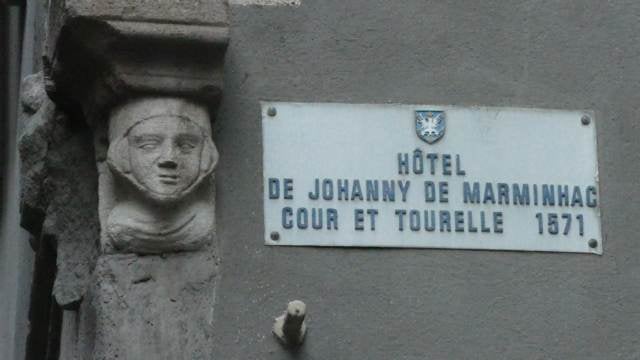 HÔTEL
DE JOHANNY DE MARMINHAC
COUR ET TOURELLE 1571